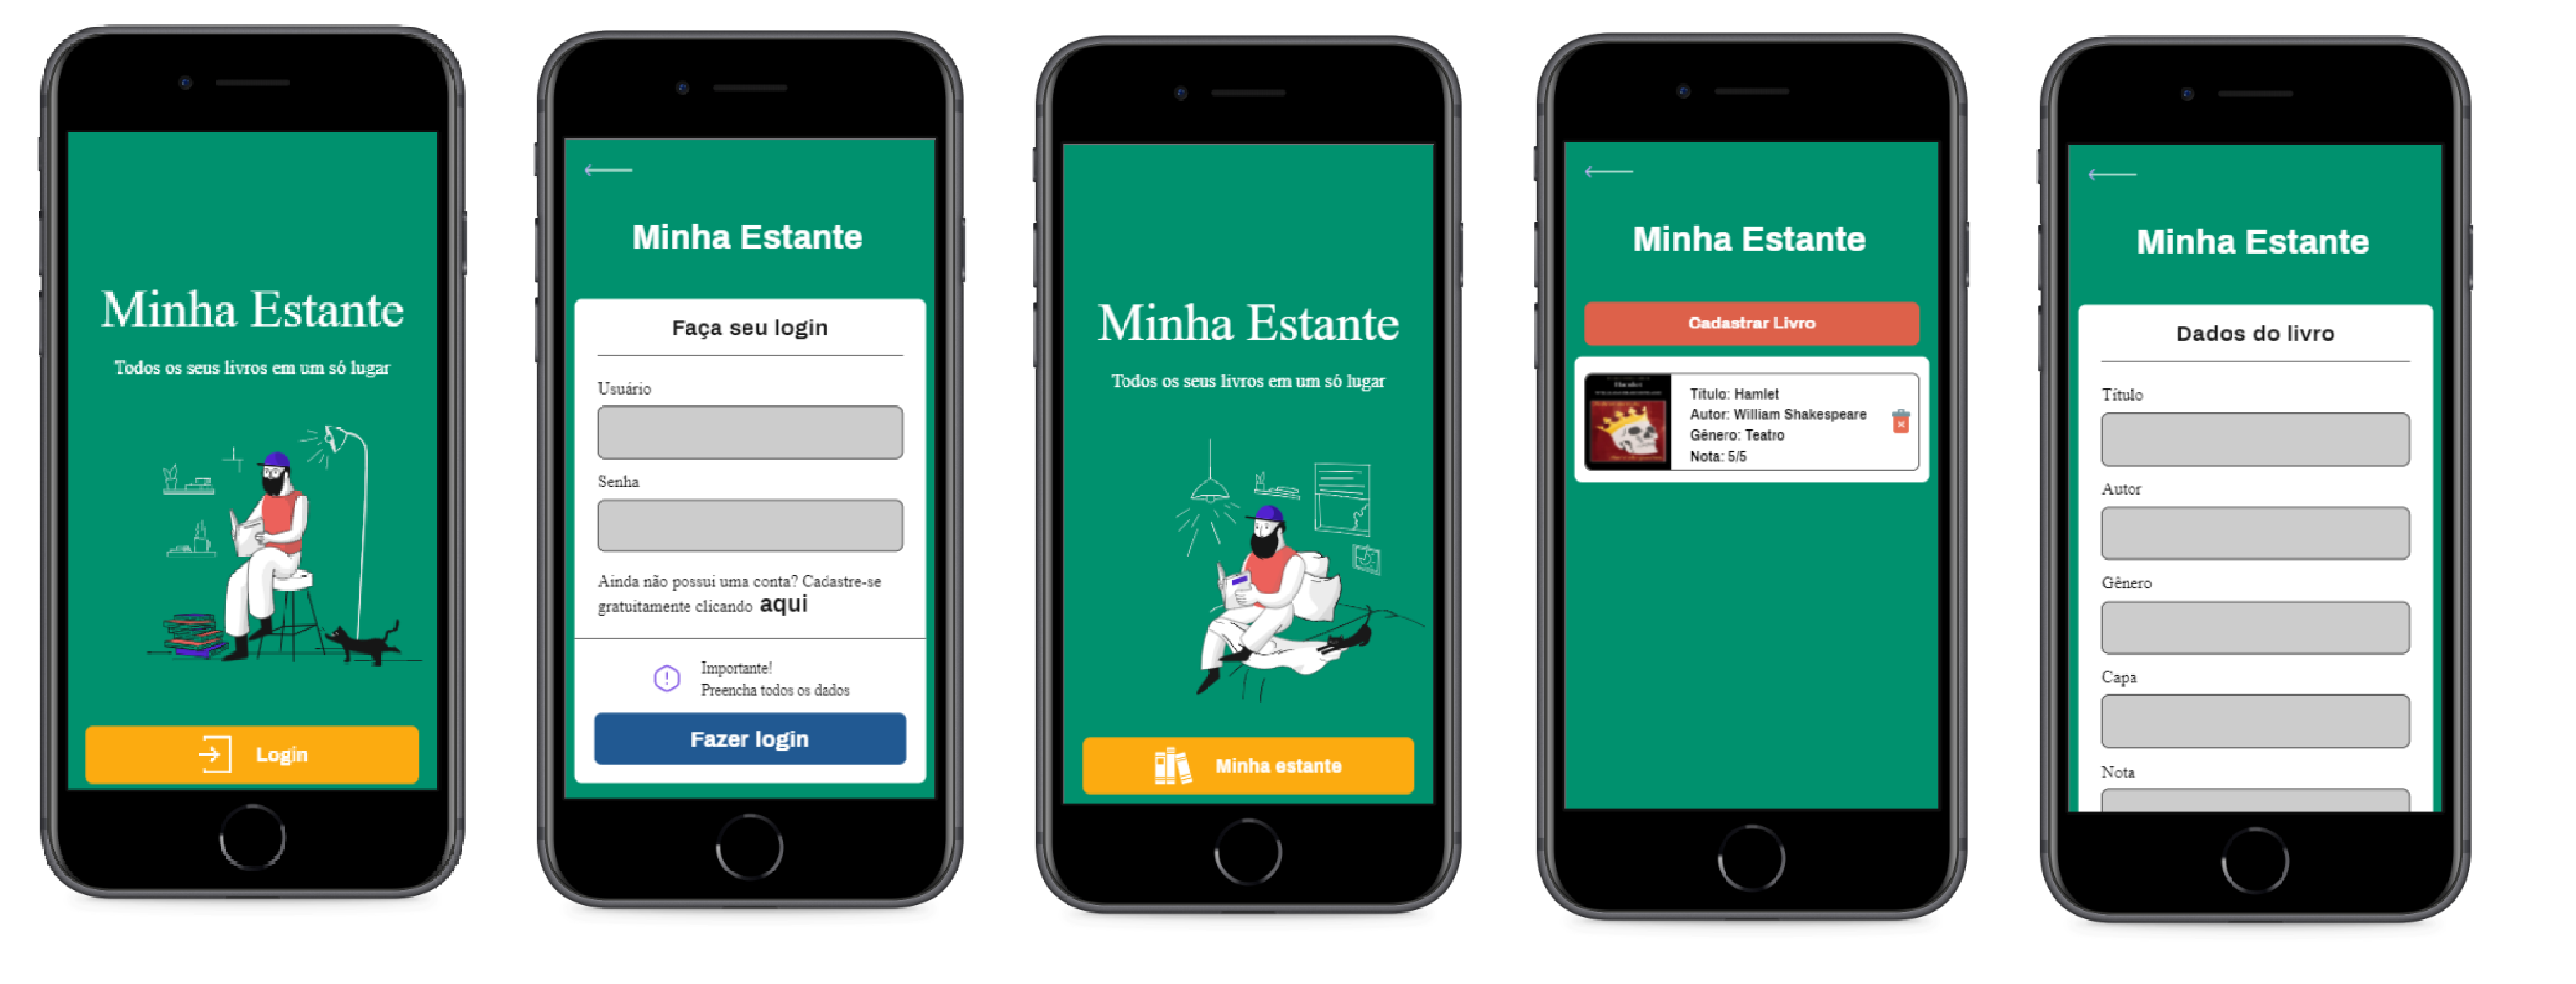 Minha Estante
Todos os seus livros em um só lugar
Login
Minha Estante
Faça seu login
Usuário
Senha
Ainda não possui uma conta? Cadastre-se
gratuitamente clicando aqui
Importante!
Preencha todos os dados
Fazer login
Minha Estante
Todos os seus livros em um só lugar
Minha estante
Minha Estante
Cadastrar Livro
Hamlet
Título: Hamlet
Autor: William Shakespeare
Gênero: Teatro
Nota: 5/5
Minha Estante
Dados do livro
Título
Autor
Gênero
Capa
Nota